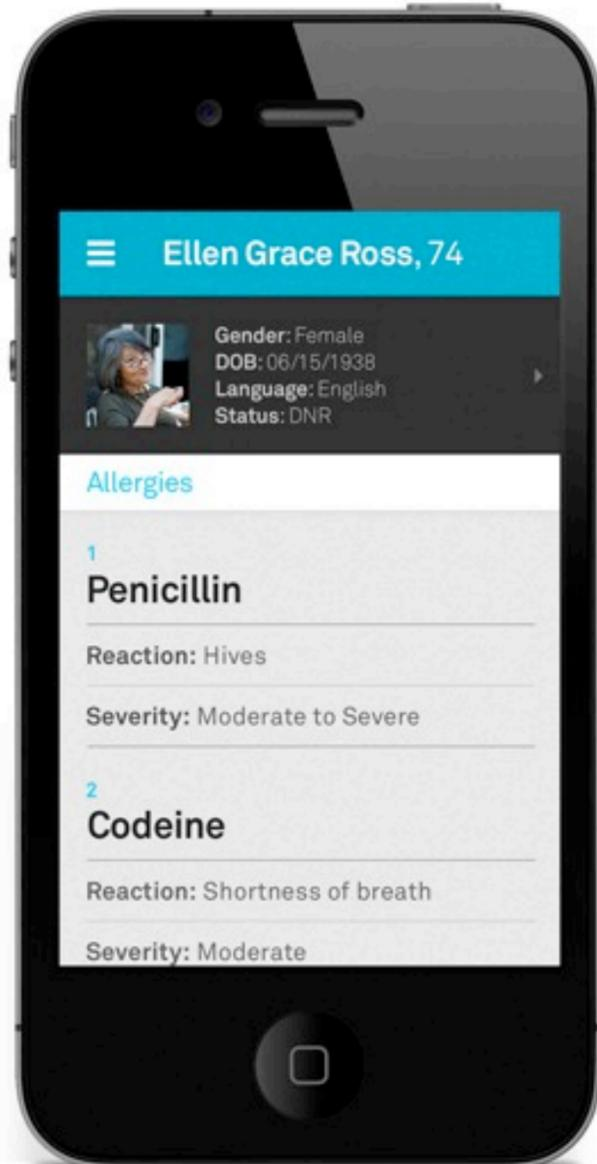 Ellen Grace Ross, 74
Gender: Female
DOB: 06/15/1938
Language: English
Status: DNR
Allergies
1
Penicillin
Reaction: Hives
Severity: Moderate to Severe
2
Codeine
Reaction: Shortness of breath
Severity: Moderate